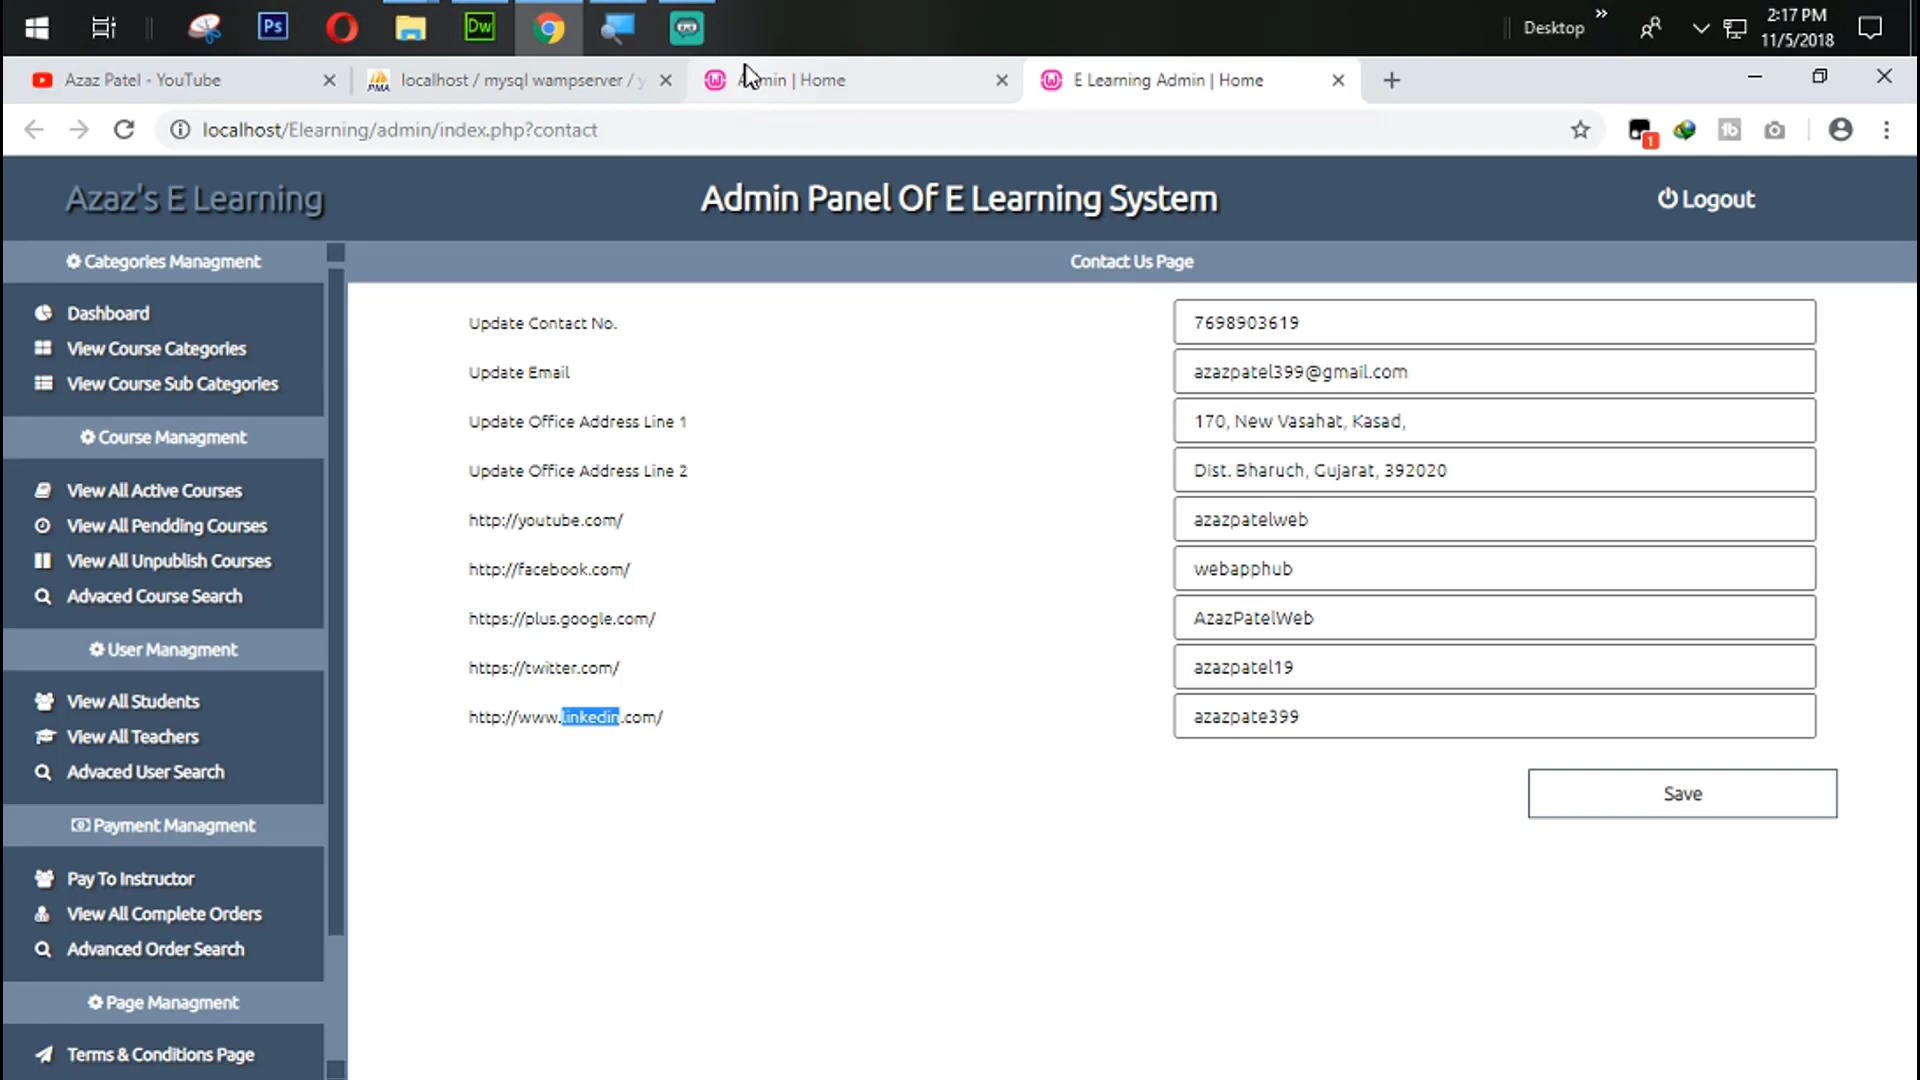 Ps
Dw
Desktop
»
2:17 PM
11/5/2018
Azaz Patel - YouTube
PMA
localhost / mysql wampserver / y
Admin | Home
E Learning Admin | Home
localhost/Elearning/admin/index.php?contact
1
tb
Azaz's E Learning
Admin Panel Of E Learning System
Logout
Categories Managment
Contact Us Page
Dashboard
View Course Categories
View Course Sub Categories
Course Managment
View All Active Courses
View All Pendding Courses
View All Unpublish Courses
Advaced Course Search
User Managment
View All Students
View All Teachers
Advaced User Search
Payment Managment
Pay To Instructor
View All Complete Orders
Advanced Order Search
Page Managment
Terms & Conditions Page
Update Contact No.
7698903619
Update Email
azazpatel399@gmail.com
Update Office Address Line 1
170, New Vasahat, Kasad,
Update Office Address Line 2
Dist. Bharuch, Gujarat, 392020
http://youtube.com/
azazpatelweb
http://facebook.com/
webapphub
https://plus.google.com/
AzazPatelWeb
https://twitter.com/
azazpatel19
http://www.linkedin.com/
azazpate399
Save